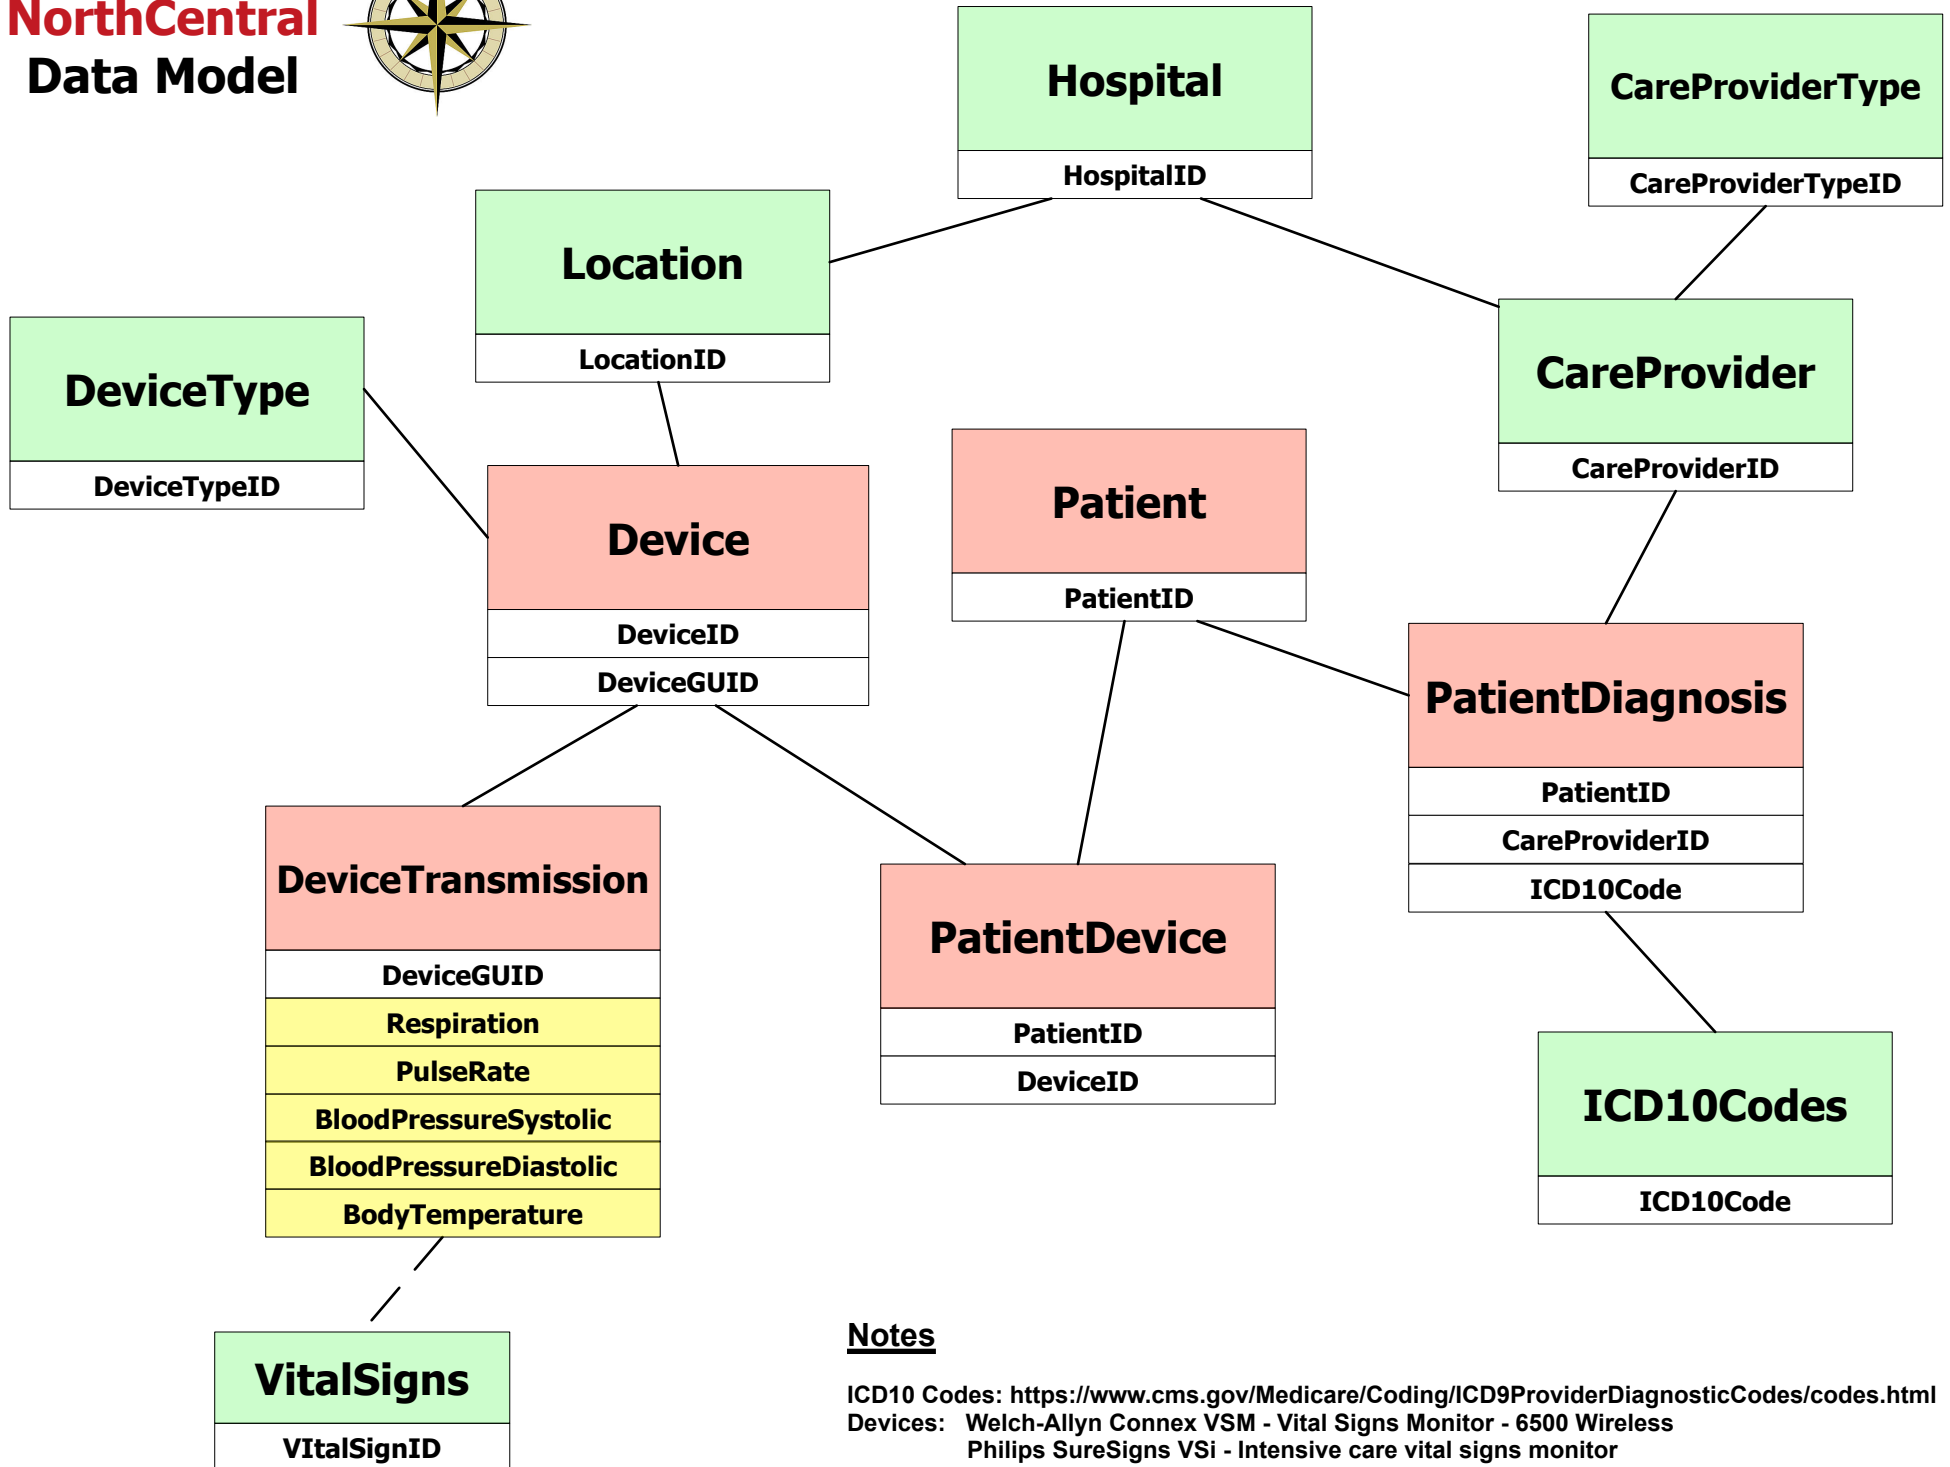 NorthCentral
Data Model
Hospital
HospitalID
CareProviderType
CareProviderTypeID
Location
LocationID
DeviceType
DeviceTypeID
CareProvider
CareProviderID
Device
DeviceID
DeviceGUID
Patient
PatientID
PatientDiagnosis
PatientID
CareProviderID
ICD10Code
DeviceTransmission
DeviceGUID
Respiration
PulseRate
BloodPressureSystolic
BloodPressureDiastolic
BodyTemperature
PatientDevice
PatientID
DeviceID
ICD10Codes
ICD10Code
VitalSigns
VItalSignID
Notes
ICD10 Codes: https://www.cms.gov/Medicare/Coding/ICD9ProviderDiagnosticCodes/codes.html
Devices: Welch-Allyn Connex VSM - Vital Signs Monitor - 6500 Wireless
Philips SureSigns VSi - Intensive care vital signs monitor